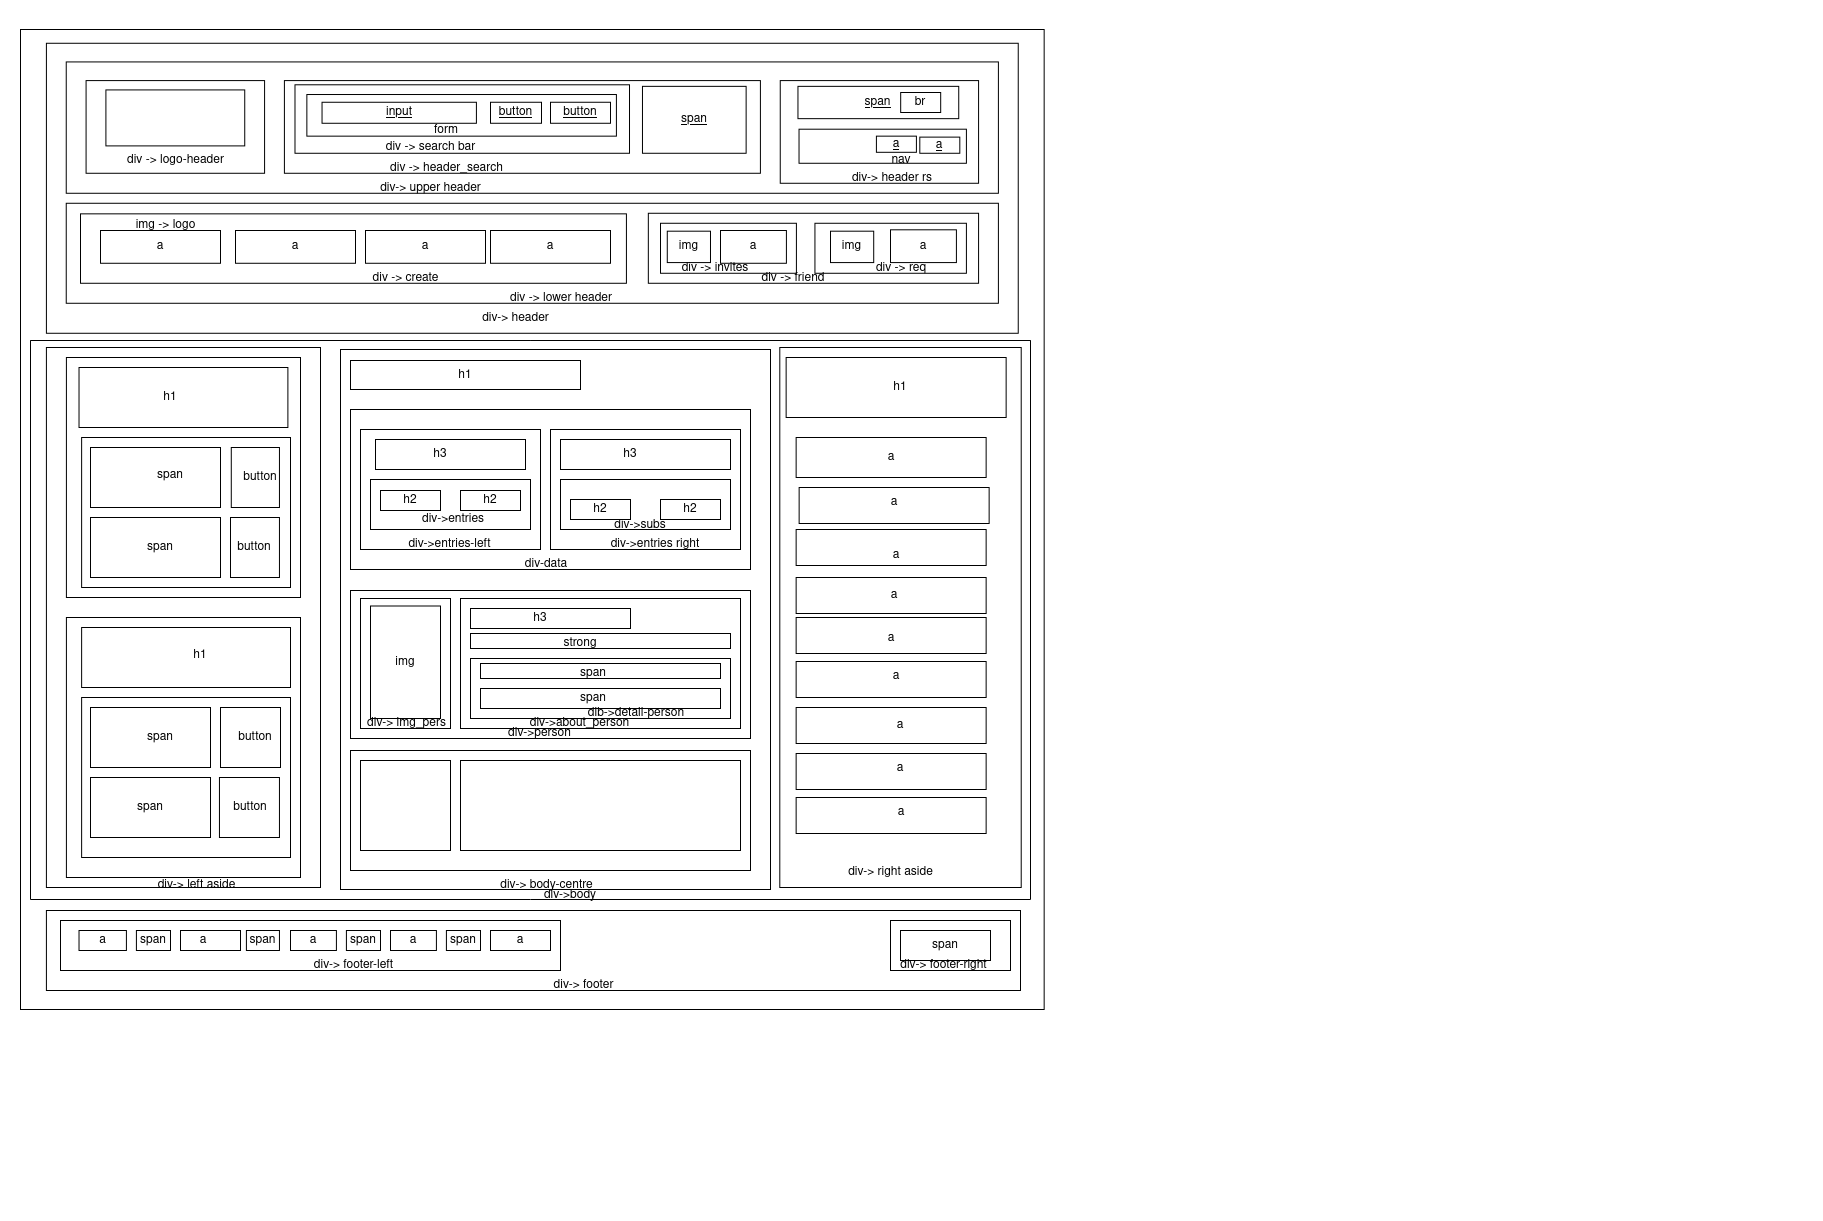 input
button
button
form
div -> search bar
span
div -> logo-header
div -> header_search
div-> upper header
span
br
a
a
nav
div-> header rs
img -> logo
a
a
a
a
div -> create
img
a
div -> invites
img
a
div -> req
div -> friend
div -> lower header
div-> header
h1
span
button
span
button
h1
span
button
span
button
div-> left aside
h1
h3
h2
h2
div->entries
div->entries-left
h3
h2
h2
div->subs
div->entries right
div-data
img
div-> img_pers
h3
strong
span
span
dib->detail-person
div->about_person
div->person
div-> body-centre
div->body
h1
a
a
a
a
a
a
a
a
a
div-> right aside
a
span
a
span
a
span
a
span
a
div-> footer-left
span
div-> footer-right
div-> footer